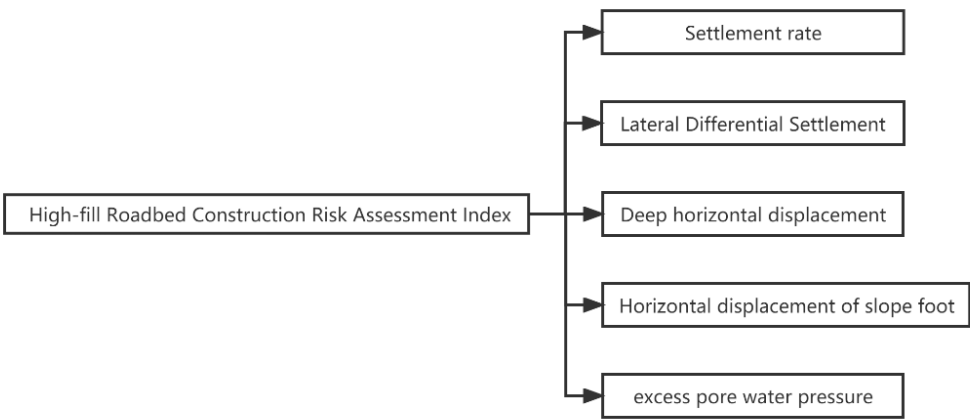 Settlement rate
Lateral Differential Settlement
High-fill Roadbed Construction Risk Assessment Index
Deep horizontal displacement
Horizontal displacement of slope foot
excess pore water pressure